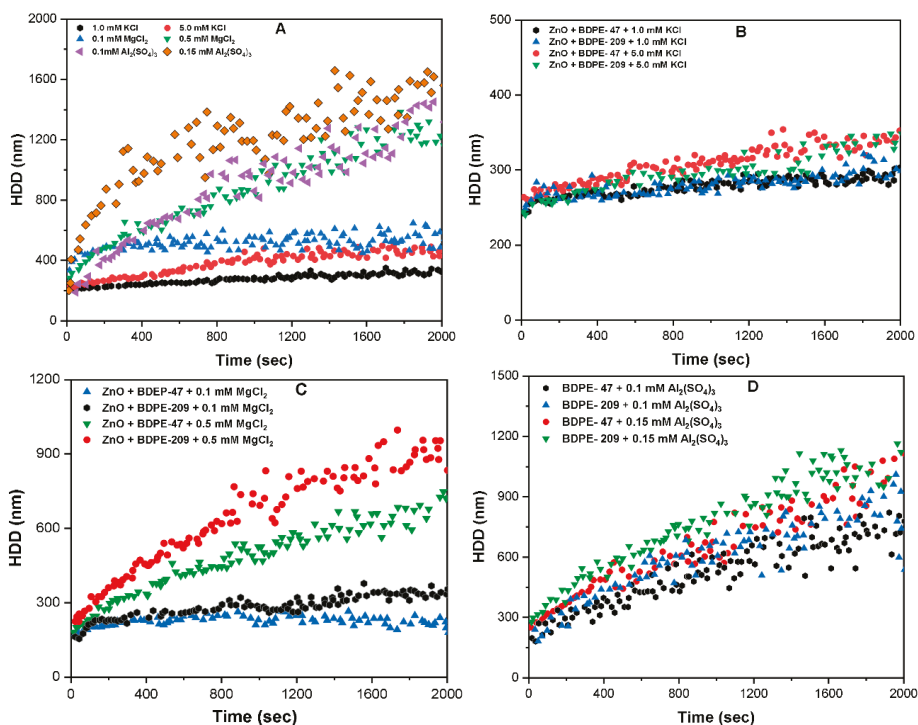 A
1.0 mM KCl 5.0 mM KCl
0.1 mM MgCl₂ 0.5 mM MgCl₂
0.1mM Al₂(SO₄)₃ 0.15 mM Al₂(SO₄)₃
2000
1600
1200
800
400
0
HDD (nm)
0 400 800 1200 1600 2000
Time (sec)
B
ZnO + BDPE- 47 + 1.0 mM KCl
ZnO + BDPE- 209 + 1.0 mM KCl
ZnO + BDPE- 47 + 5.0 mM KCl
ZnO + BDPE- 209 + 5.0 mM KCl
500
400
300
200
100
0
HDD (nm)
0 400 800 1200 1600 2000
Time (sec)
C
ZnO + BDEP-47 + 0.1 mM MgCl₂
ZnO + BDPE-209 + 0.1 mM MgCl₂
ZnO + BDPE-47 + 0.5 mM MgCl₂
ZnO + BDPE-209 + 0.5 mM MgCl₂
1200
900
600
300
0
HDD (nm)
0 400 800 1200 1600 2000
Time (sec)
D
BDPE- 47 + 0.1 mM Al₂(SO₄)₃
BDPE- 209 + 0.1 mM Al₂(SO₄)₃
BDPE- 47 + 0.15 mM Al₂(SO₄)₃
BDPE- 209 + 0.15 mM Al₂(SO₄)₃
1500
1200
900
600
300
0
HDD (nm)
0 400 800 1200 1600 2000
Time (sec)